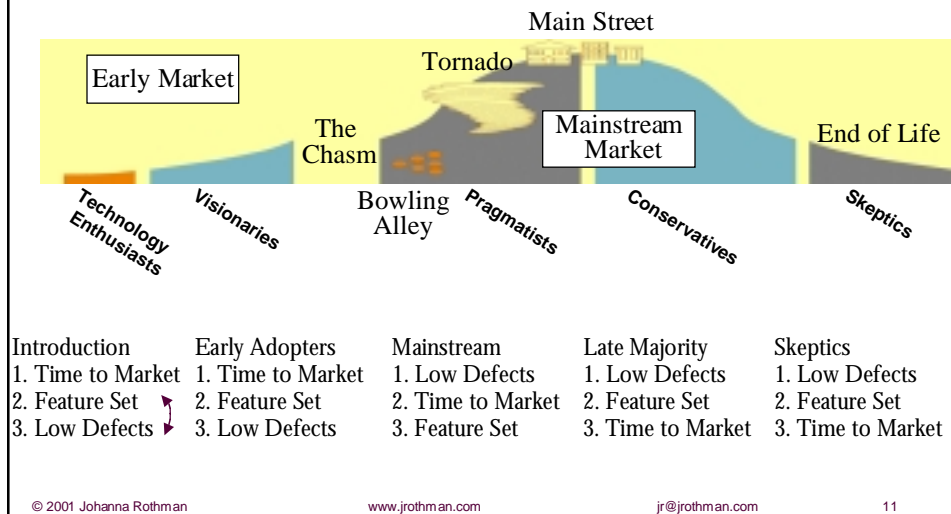 Main Street
Early Market
Tornado
The
Chasm
Mainstream
Market
End of Life
Bowling
Alley
Technology
Enthusiasts
Visionaries
Pragmatists
Conservatives
Skeptics
Introduction
1. Time to Market
2. Feature Set
3. Low Defects
Early Adopters
1. Time to Market
2. Feature Set
3. Low Defects
Mainstream
1. Low Defects
2. Time to Market
3. Feature Set
Late Majority
1. Low Defects
2. Feature Set
3. Time to Market
Skeptics
1. Low Defects
2. Feature Set
3. Time to Market
© 2001 Johanna Rothman
www.jrothman.com
jr@jrothman.com
11